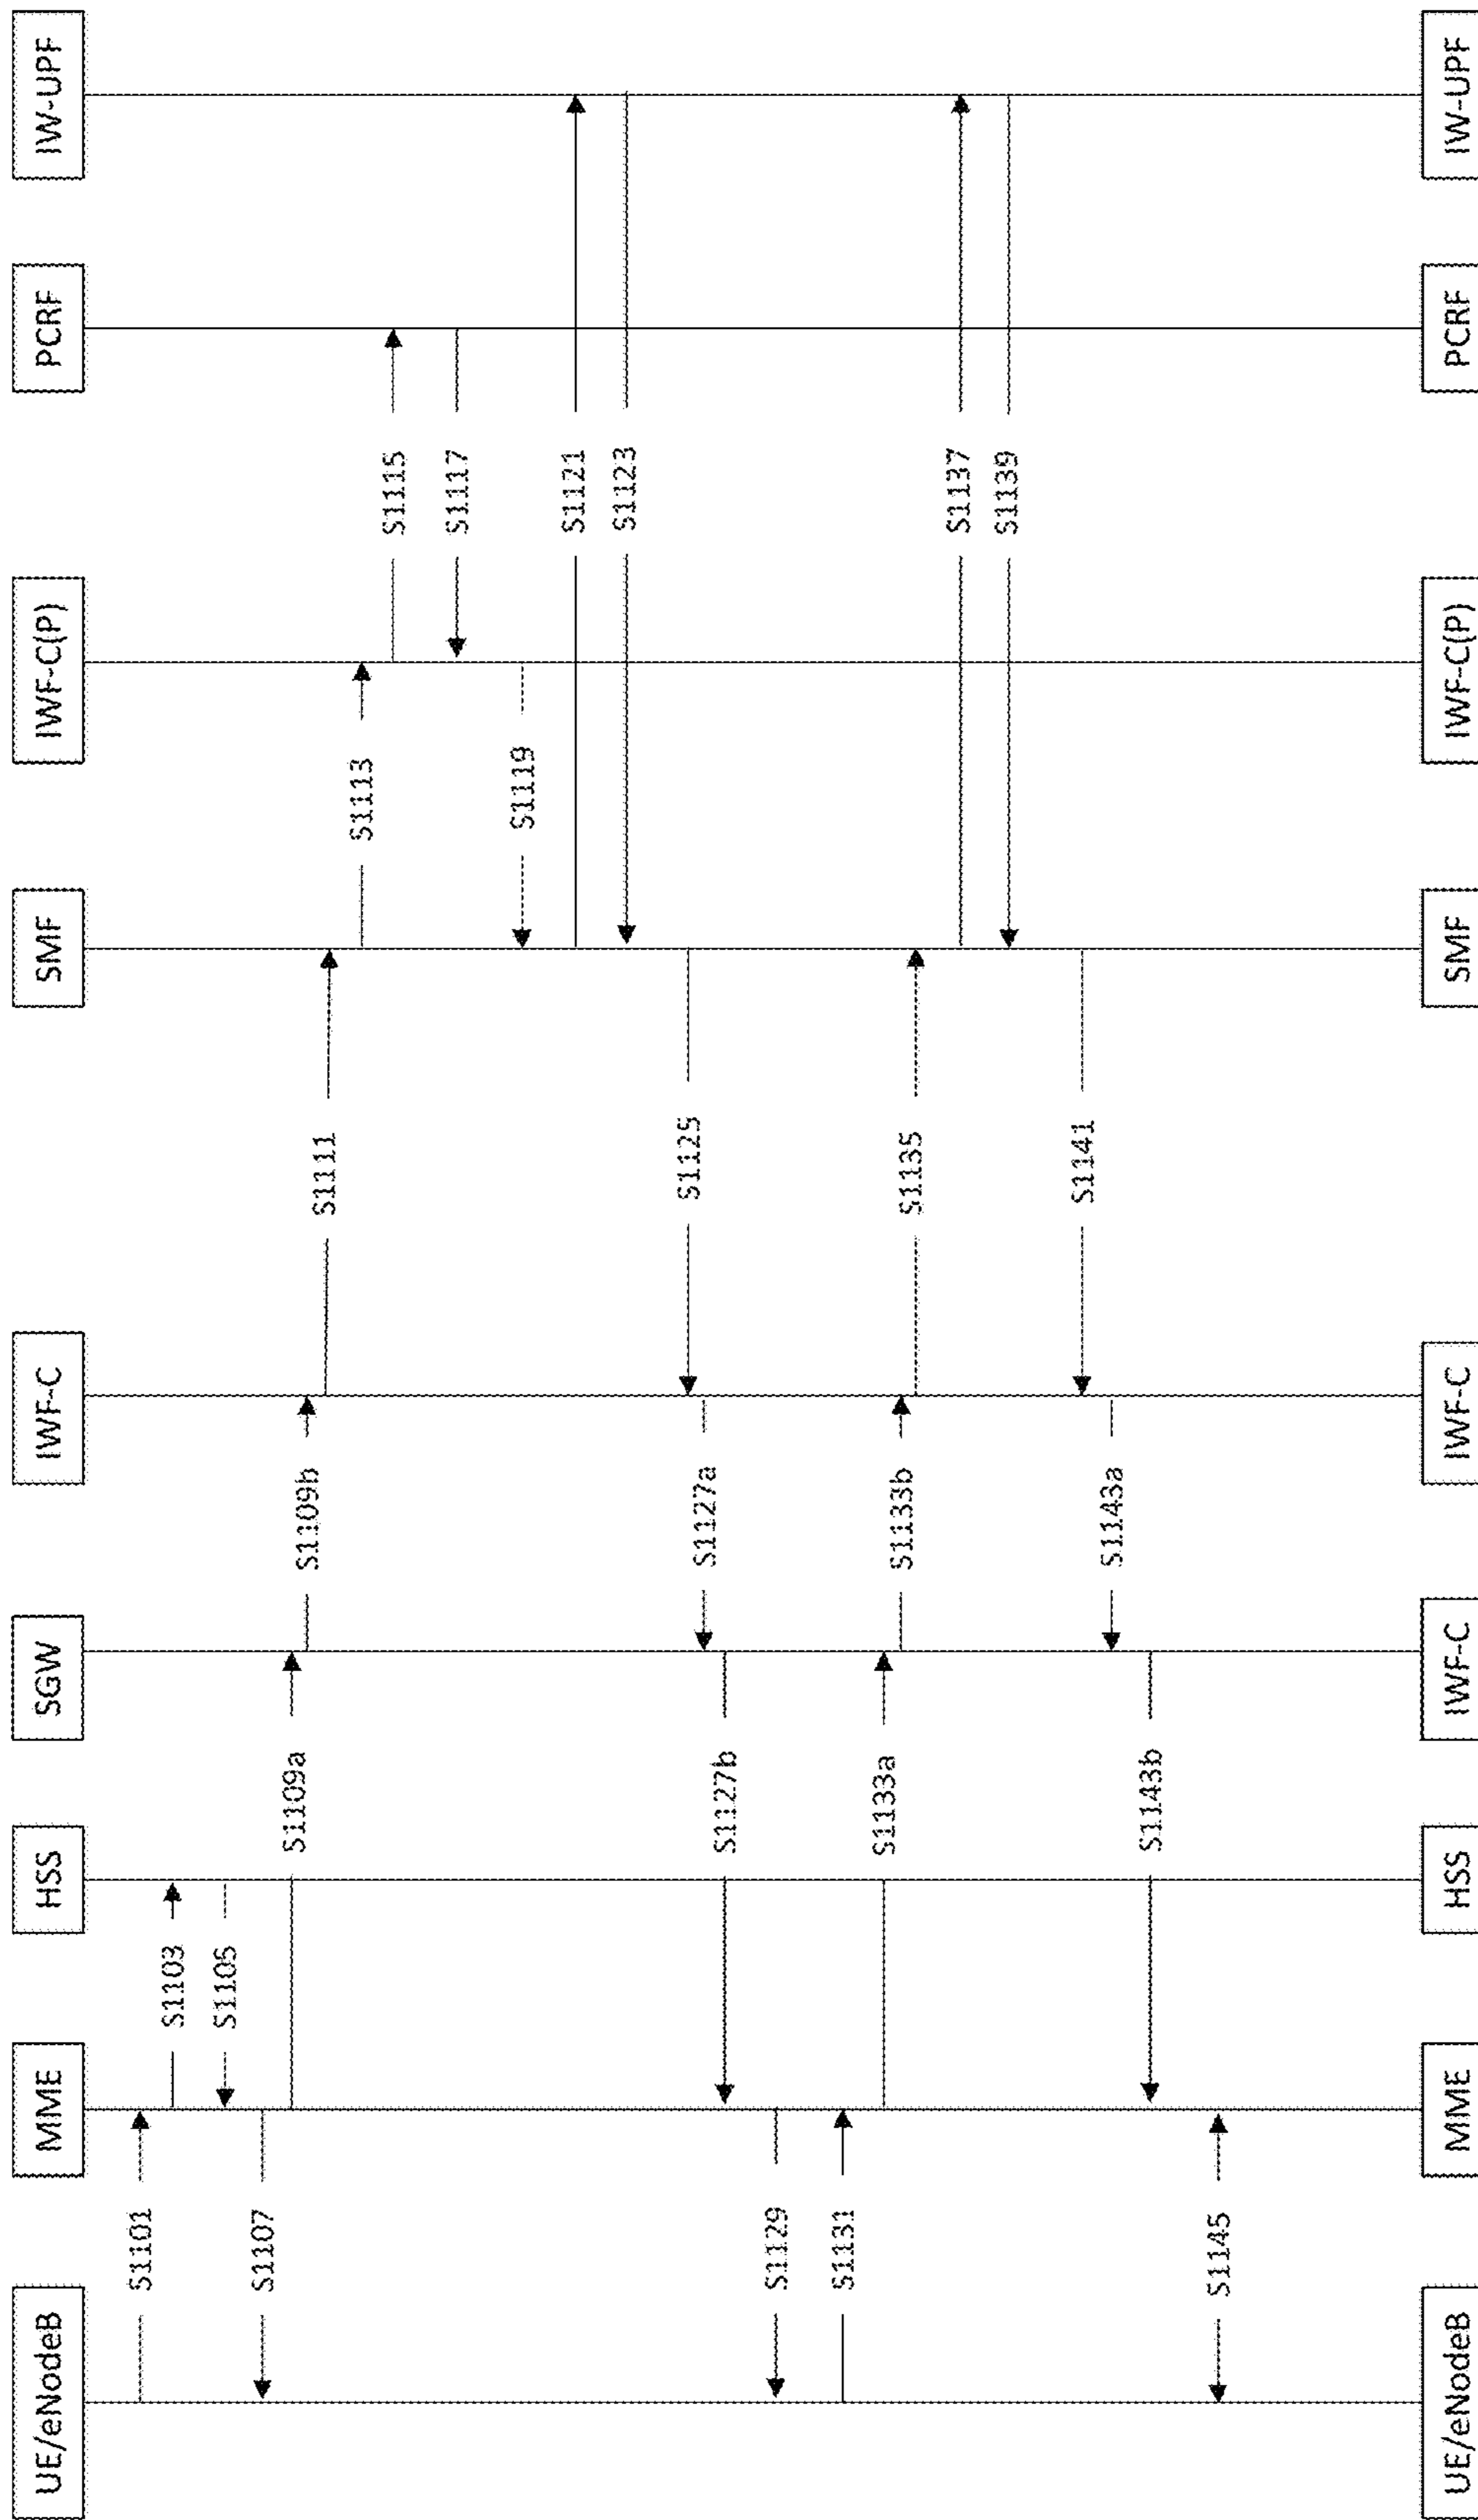 UE/eNodeB
MME
HSS
SGW
IWF-C
SMF
IWF-C(P)
PCRF
IW-UPF
S1101
S1103
S1105
S1107
S1109a
S1109b
S1111
S1113
S1115
S1117
S1119
S1121
S1123
S1125
S1127a
S1127b
S1129
S1131
S1133a
S1133b
S1135
S1137
S1139
S1141
S1143a
S1143b
S1145
UE/eNodeB
MME
HSS
IWF-C
IWF-C
SMF
IWF-C(P)
PCRF
IW-UPF